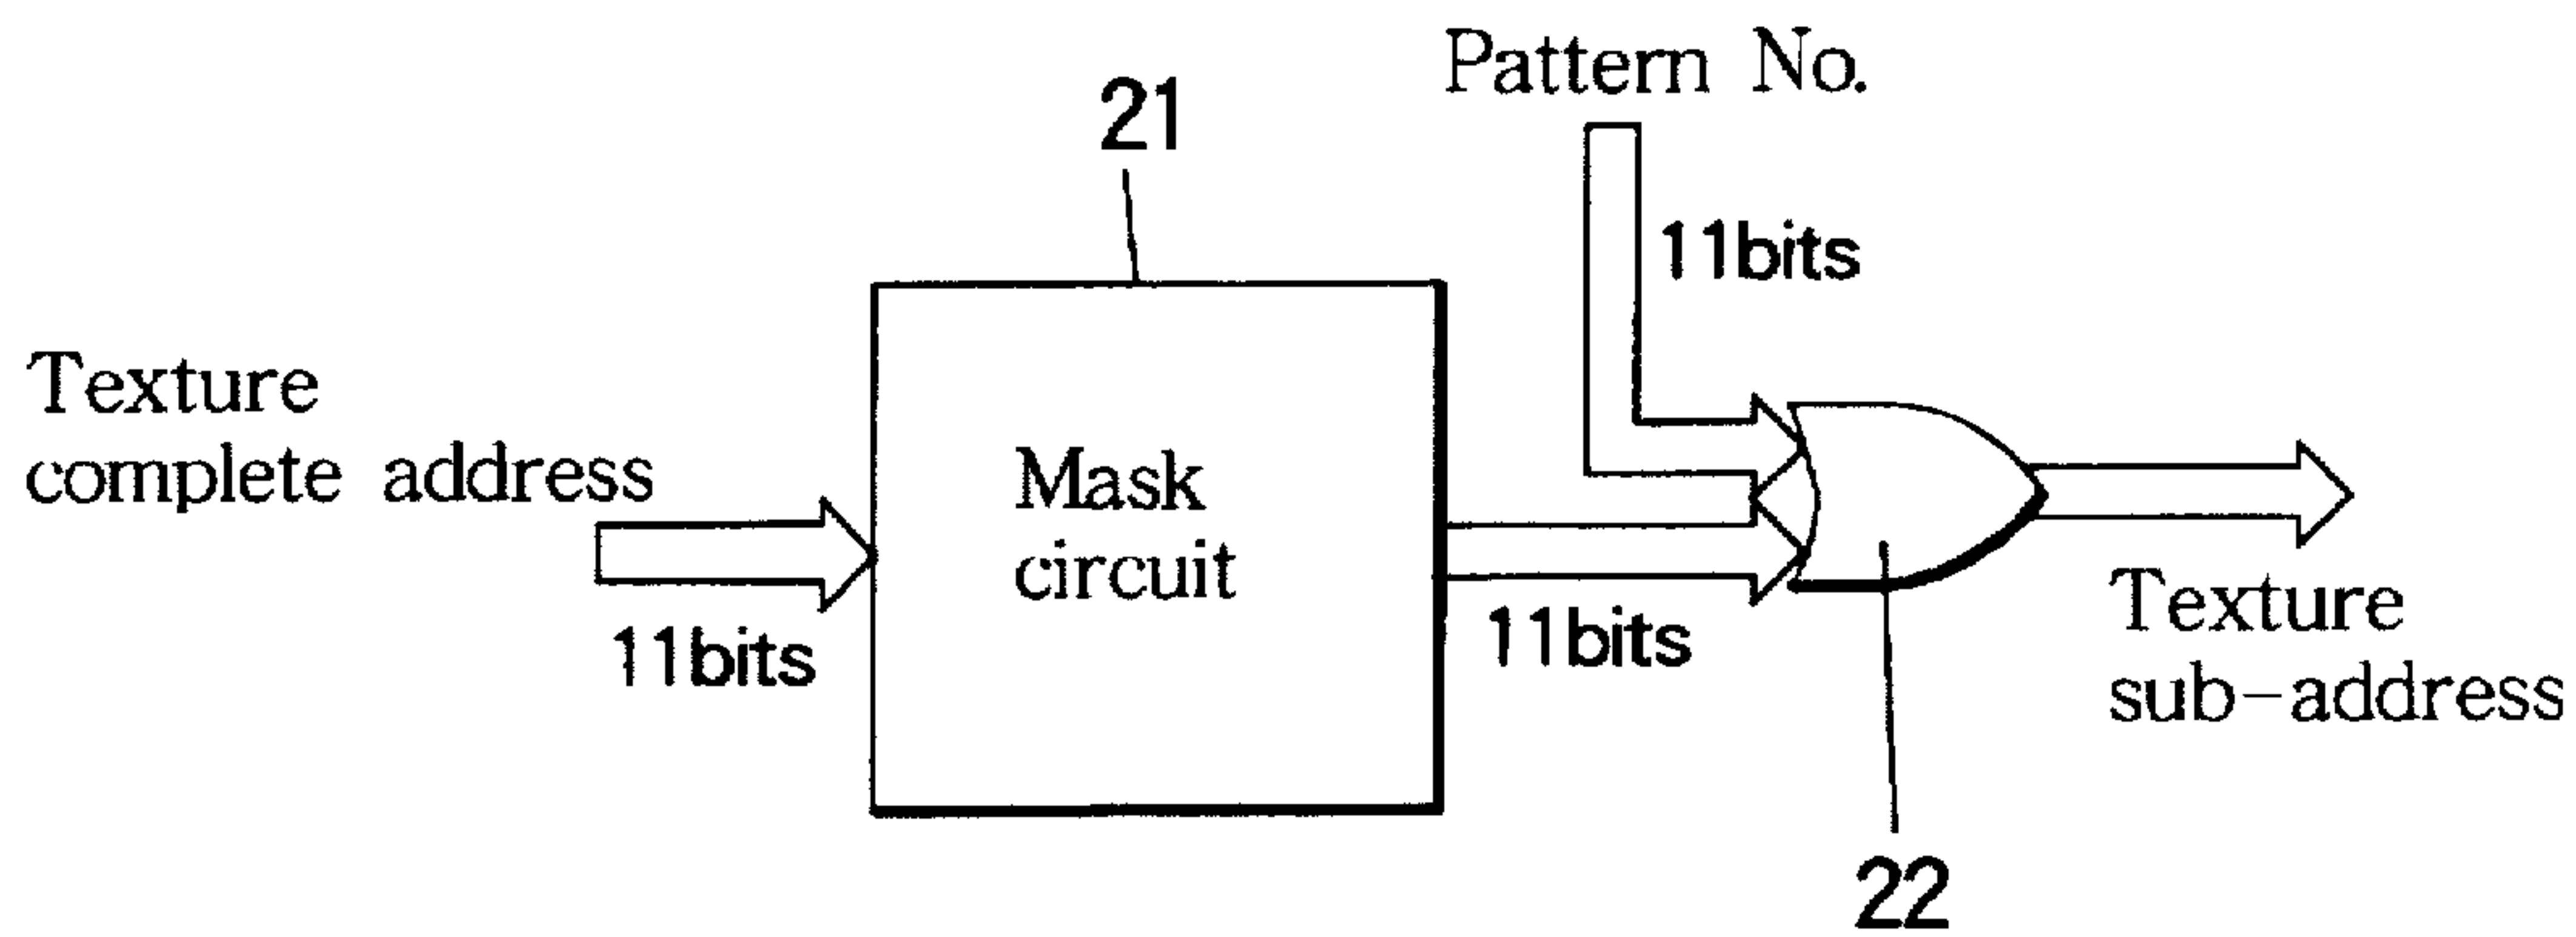 Pattern No.
21
11bits
Texture
complete address
Mask
circuit
11bits
11bits
Texture
sub-address
22